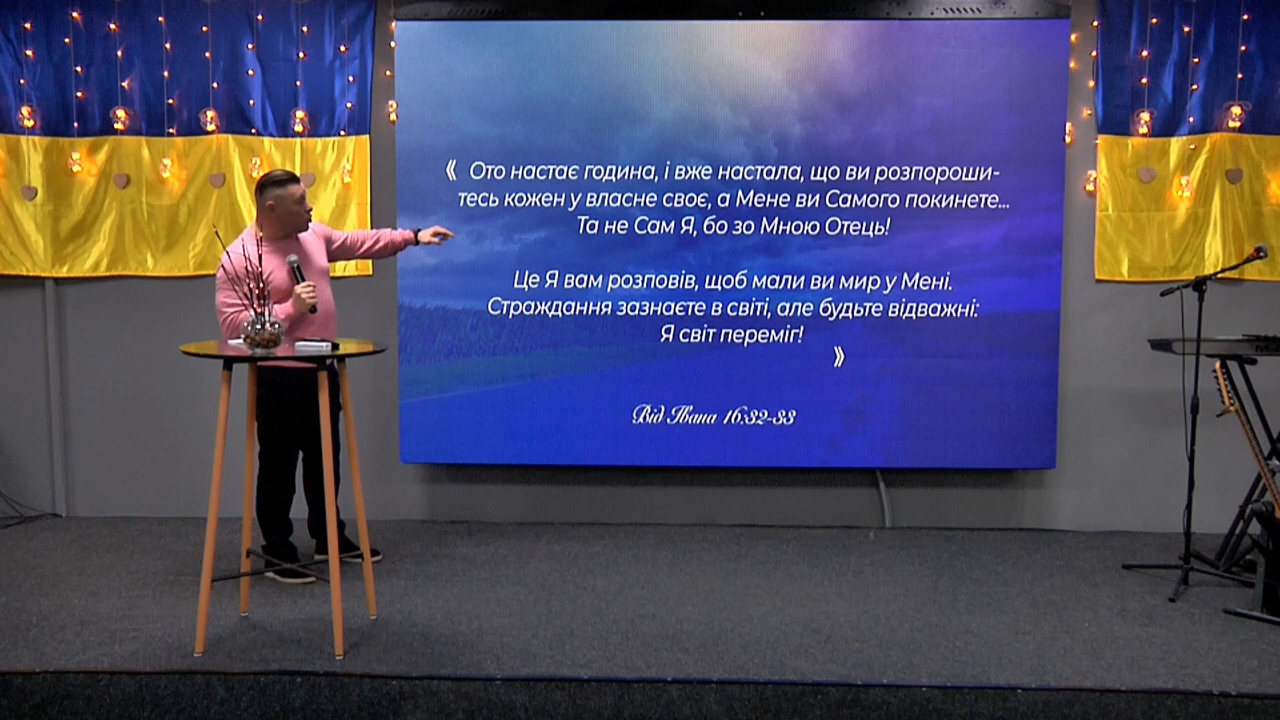 《 Ото настає година, і вже настала, що ви розпороши-
тесь кожен у власне своє, а Мене ви Самого покинете...
Та не Сам Я, бо зо Мною Отець!
Це Я вам розповів, щоб мали ви мир у Мені.
Страждання зазнаєте в світі, але будьте відважні:
Я світ переміг!
》
Від Івана 16:32-33